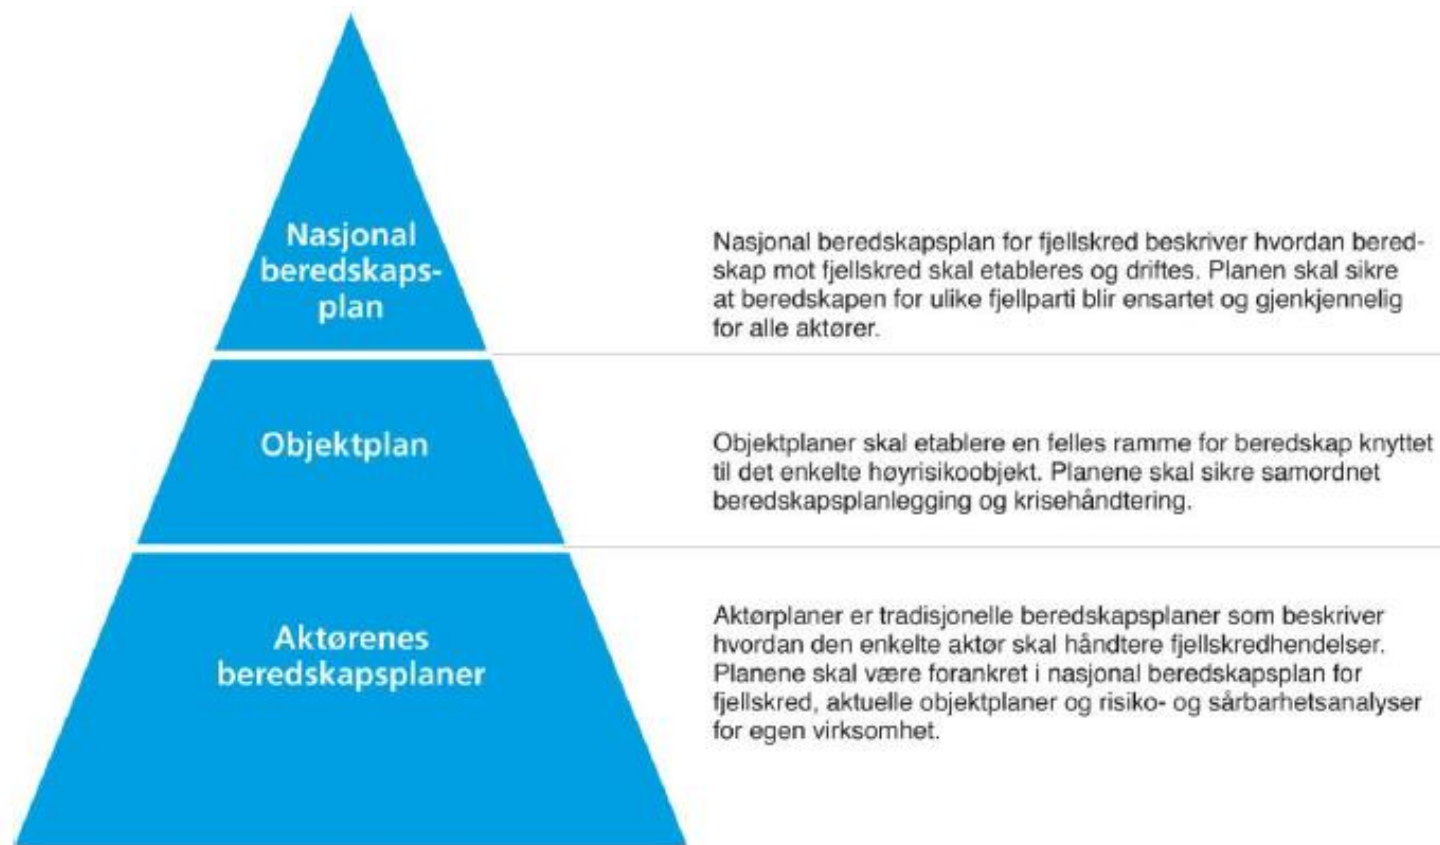 Nasjonal
beredskaps-
plan
Nasjonal beredskapsplan for fjellskred beskriver hvordan bered-
skap mot fjellskred skal etableres og driftes. Planen skal sikre
at beredskapen for ulike fjellparti blir ensartet og gjenkjennelig
for alle aktører.
Objektplan
Objektplaner skal etablere en felles ramme for beredskap knyttet
til det enkelte høyrisikoobjekt. Planene skal sikre samordnet
beredskapsplanlegging og krisehåndtering.
Aktørenes
beredskapsplaner
Aktørplaner er tradisjonelle beredskapsplaner som beskriver
hvordan den enkelte aktør skal håndtere fjellskredhendelser.
Planene skal være forankret i nasjonal beredskapsplan for
fjellskred, aktuelle objektplaner og risiko- og sårbarhetsanalyser
for egen virksomhet.